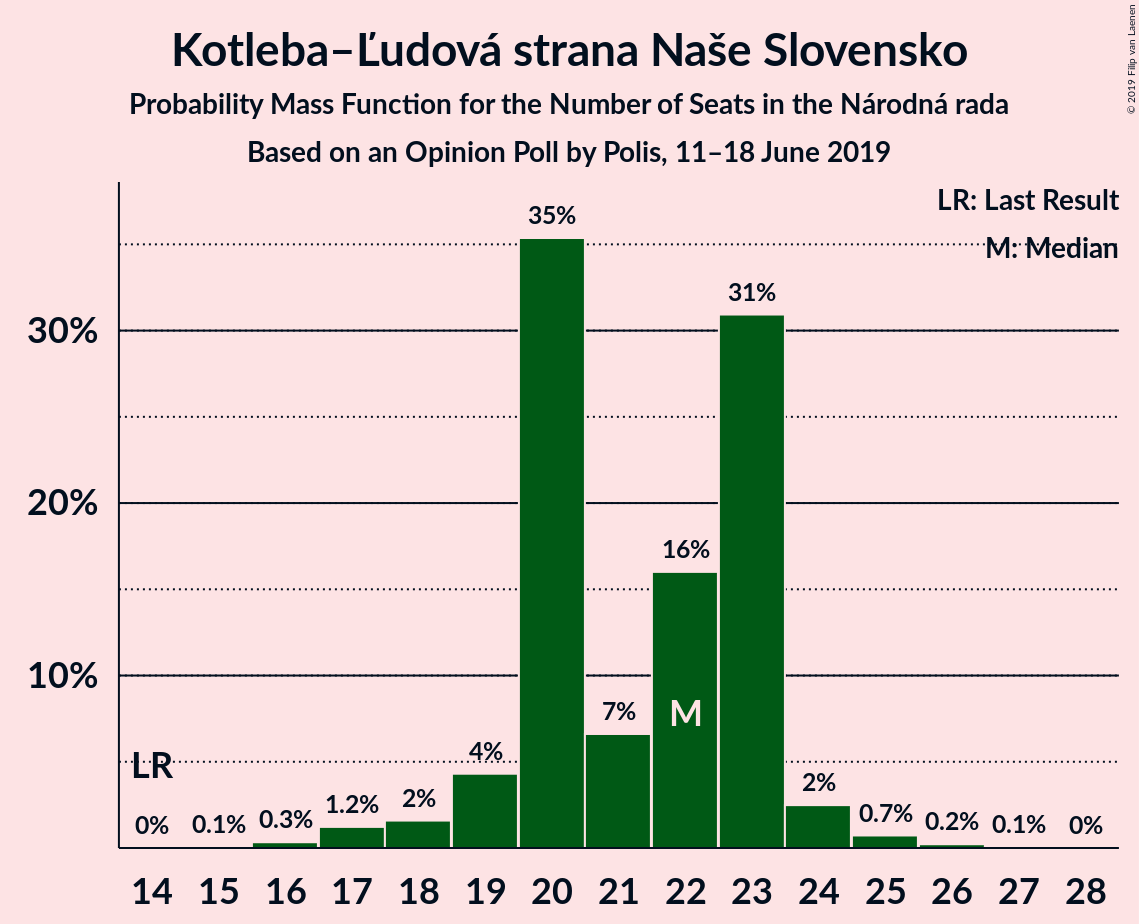 Kotleba–Ľudová strana Naše Slovensko
Probability Mass Function for the Number of Seats in the Národná rada
Based on an Opinion Poll by Polis, 11–18 June 2019
© 2019 Filip van Laenen
LR: Last Result
M: Median
35%
31%
30%
20%
16%
10%
7%
M
4%
LR
2%
2%
1.2%
0.7%
0.3%
0.2%
0%
0.1%
0.1%
0%
14 15 16 17 18 19 20 21 22 23 24 25 26 27 28